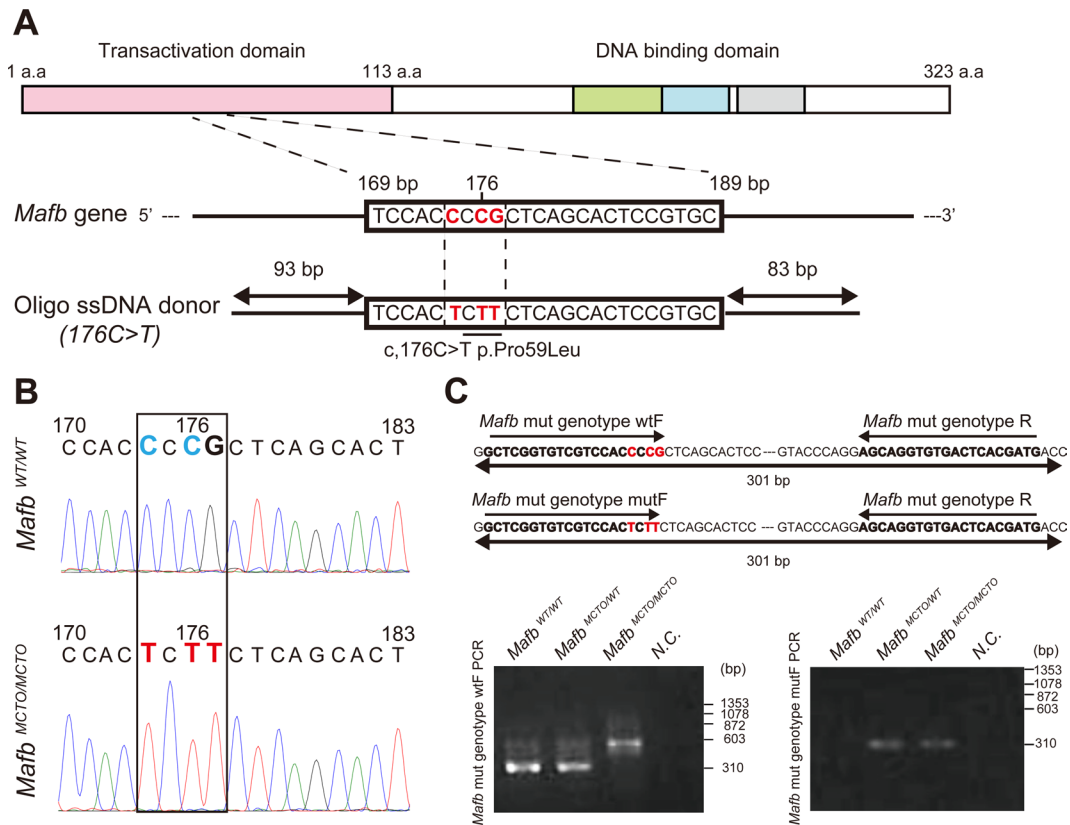 A
Transactivation domain
DNA binding domain
1 a.a
113 a.a
323 a.a
169 bp
176
189 bp
Mafb gene 5’ ---
TCCACCCCGCTCAGCACTCCGTGC
---3’
93 bp
83 bp
Oligo ssDNA donor
(176C>T)
TCCACTCTTCTCAGCACTCCGTGC
c,176C>T p.Pro59Leu
B
170 176 183
CCACCCCGCTCAGCACT
Mafb WT/WT
170 176 183
CCACTCTTCTCAGCACT
Mafb MCTO/MCTO
C
Mafb mut genotype wtF
Mafb mut genotype R
GGCTCGGTGTCGTCCACCCCGCTCAGCACTCC ---GTACCCAGGAGCAGGTGTGACTCACGATGACC
301 bp
Mafb mut genotype mutF
Mafb mut genotype R
GGCTCGGTGTCGTCCACTCTTCTCAGCACTCC --- GTACCCAGGAGCAGGTGTGACTCACGATGACC
301 bp
Mafb mut genotype wtF PCR
Mafb WT/WT
Mafb MCTO/WT
Mafb MCTO/MCTO
N.C.
(bp)
1353
1078
872
603
310
Mafb mut genotype mutF PCR
Mafb WT/WT
Mafb MCTO/WT
Mafb MCTO/MCTO
N.C.
(bp)
1353
1078
872
603
310